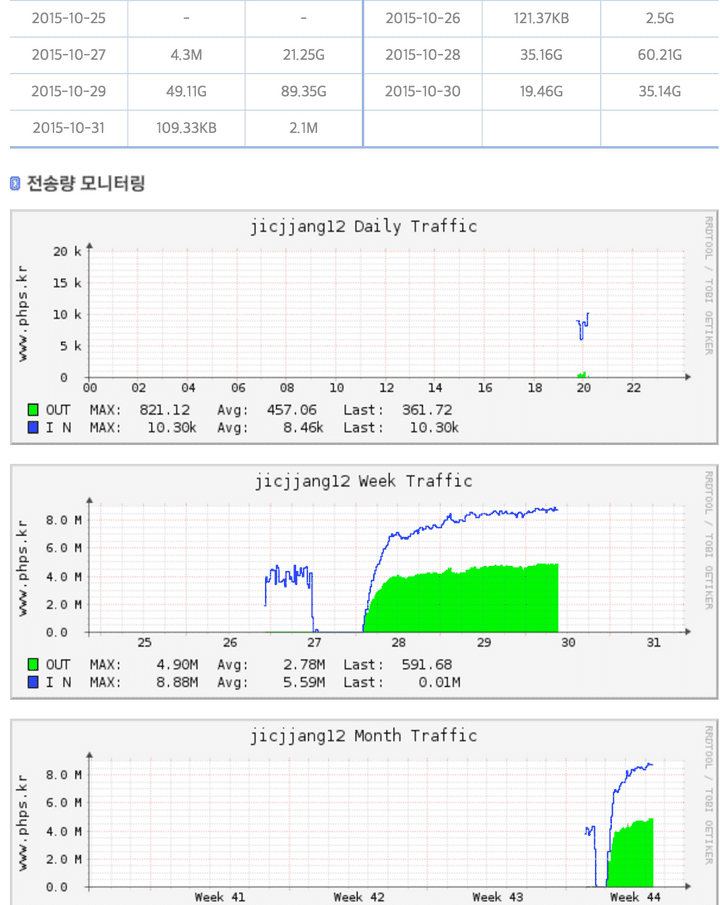 2015-10-25 - - 2015-10-26 121.37KB 2.5G
2015-10-27 4.3M 21.25G 2015-10-28 35.16G 60.21G
2015-10-29 49.11G 89.35G 2015-10-30 19.46G 35.14G
2015-10-31 109.33KB 2.1M
전송량 모니터링
jicjjang12 Daily Traffic
RRDTOOL / TOBI OETIKER
www.phps.kr
20 k
15 k
10 k
5 k
0
00 02 04 06 08 10 12 14 16 18 20 22
OUT MAX: 821.12 Avg: 457.06 Last: 361.72
I N MAX: 10.30k Avg: 8.46k Last: 10.30k
jicjjang12 Week Traffic
RRDTOOL / TOBI OETIKER
www.phps.kr
8.0 M
6.0 M
4.0 M
2.0 M
0.0
25 26 27 28 29 30 31
OUT MAX: 4.90M Avg: 2.78M Last: 591.68
I N MAX: 8.88M Avg: 5.59M Last: 0.01M
jicjjang12 Month Traffic
RRDTOOL / TOBI OETIKER
www.phps.kr
8.0 M
6.0 M
4.0 M
2.0 M
0.0
Week 41 Week 42 Week 43 Week 44